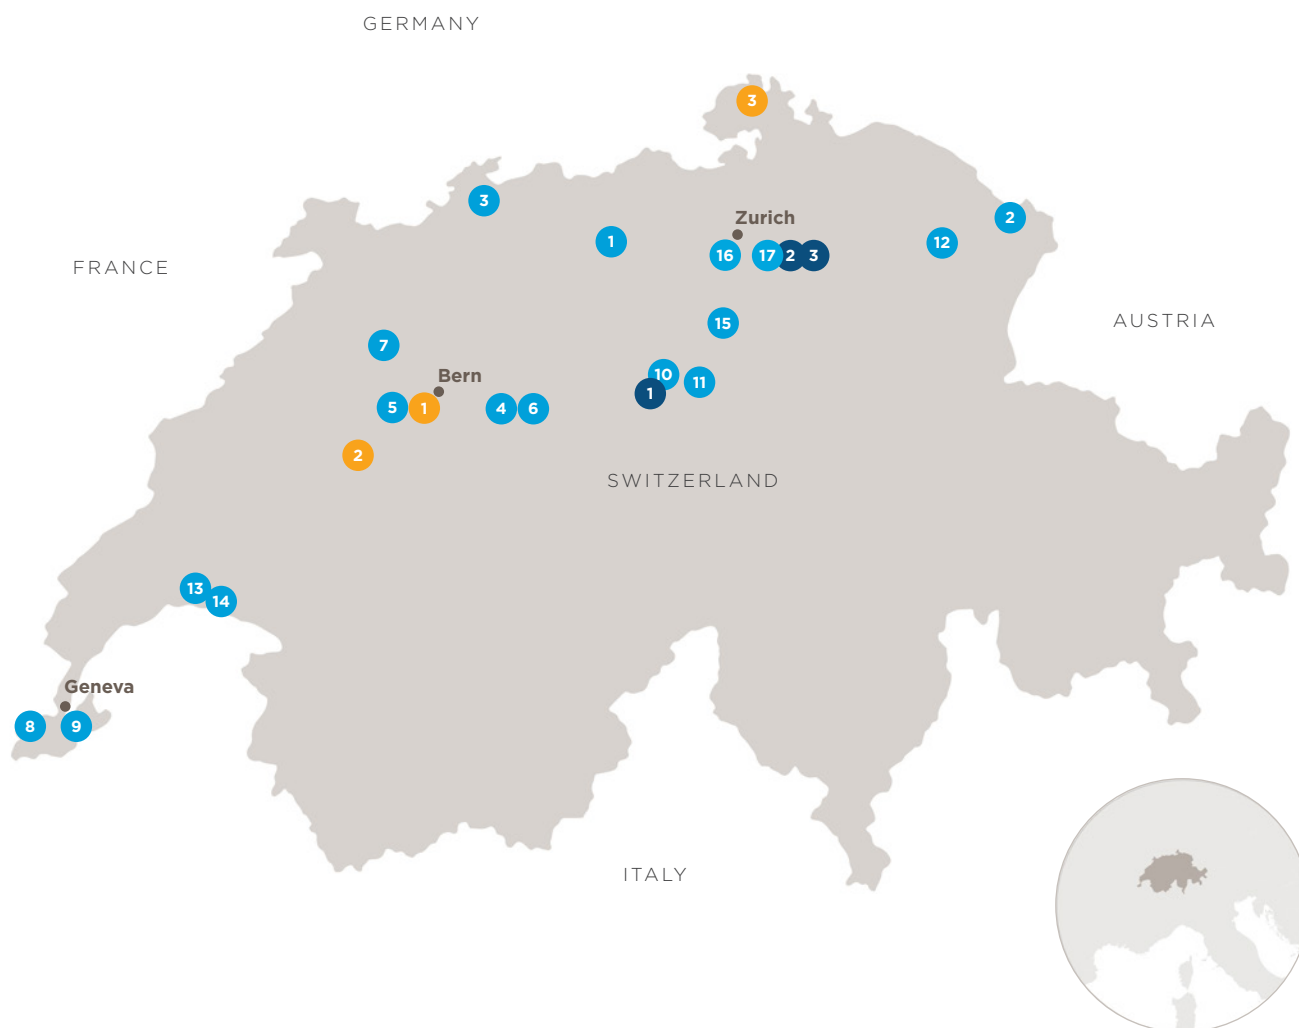 GERMANY
3
3
2
Zurich
1
12
16
17
2
3
FRANCE
AUSTRIA
15
7
Bern
10
11
1
5
1
4
6
2
SWITZERLAND
13
14
Geneva
8
9
ITALY